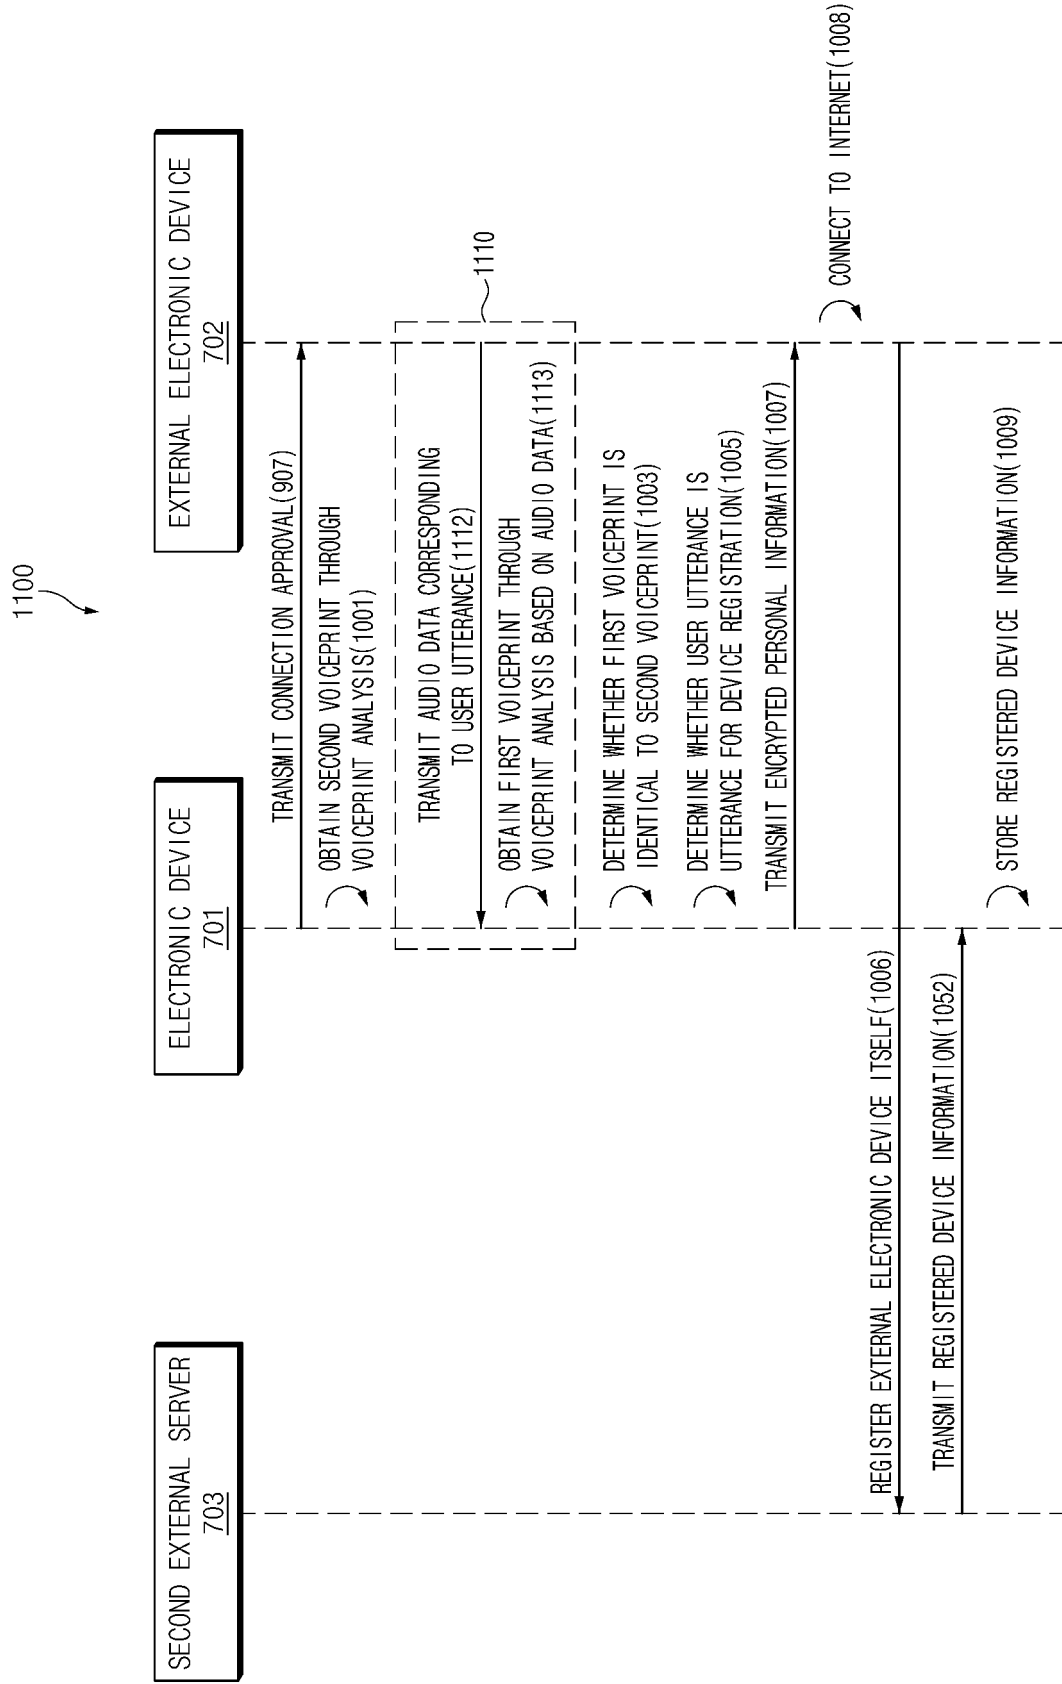 1100
SECOND EXTERNAL SERVER
703
ELECTRONIC DEVICE
701
EXTERNAL ELECTRONIC DEVICE
702
TRANSMIT CONNECTION APPROVAL(907)
OBTAIN SECOND VOICEPRINT THROUGH
VOICEPRINT ANALYSIS(1001)
1110
TRANSMIT AUDIO DATA CORRESPONDING
TO USER UTTERANCE(1112)
OBTAIN FIRST VOICEPRINT THROUGH
VOICEPRINT ANALYSIS BASED ON AUDIO DATA(1113)
DETERMINE WHETHER FIRST VOICEPRINT IS
IDENTICAL TO SECOND VOICEPRINT(1003)
DETERMINE WHETHER USER UTTERANCE IS
UTTERANCE FOR DEVICE REGISTRATION(1005)
TRANSMIT ENCRYPTED PERSONAL INFORMATION(1007)
CONNECT TO INTERNET(1008)
REGISTER EXTERNAL ELECTRONIC DEVICE ITSELF(1006)
TRANSMIT REGISTERED DEVICE INFORMATION(1052)
STORE REGISTERED DEVICE INFORMATION(1009)